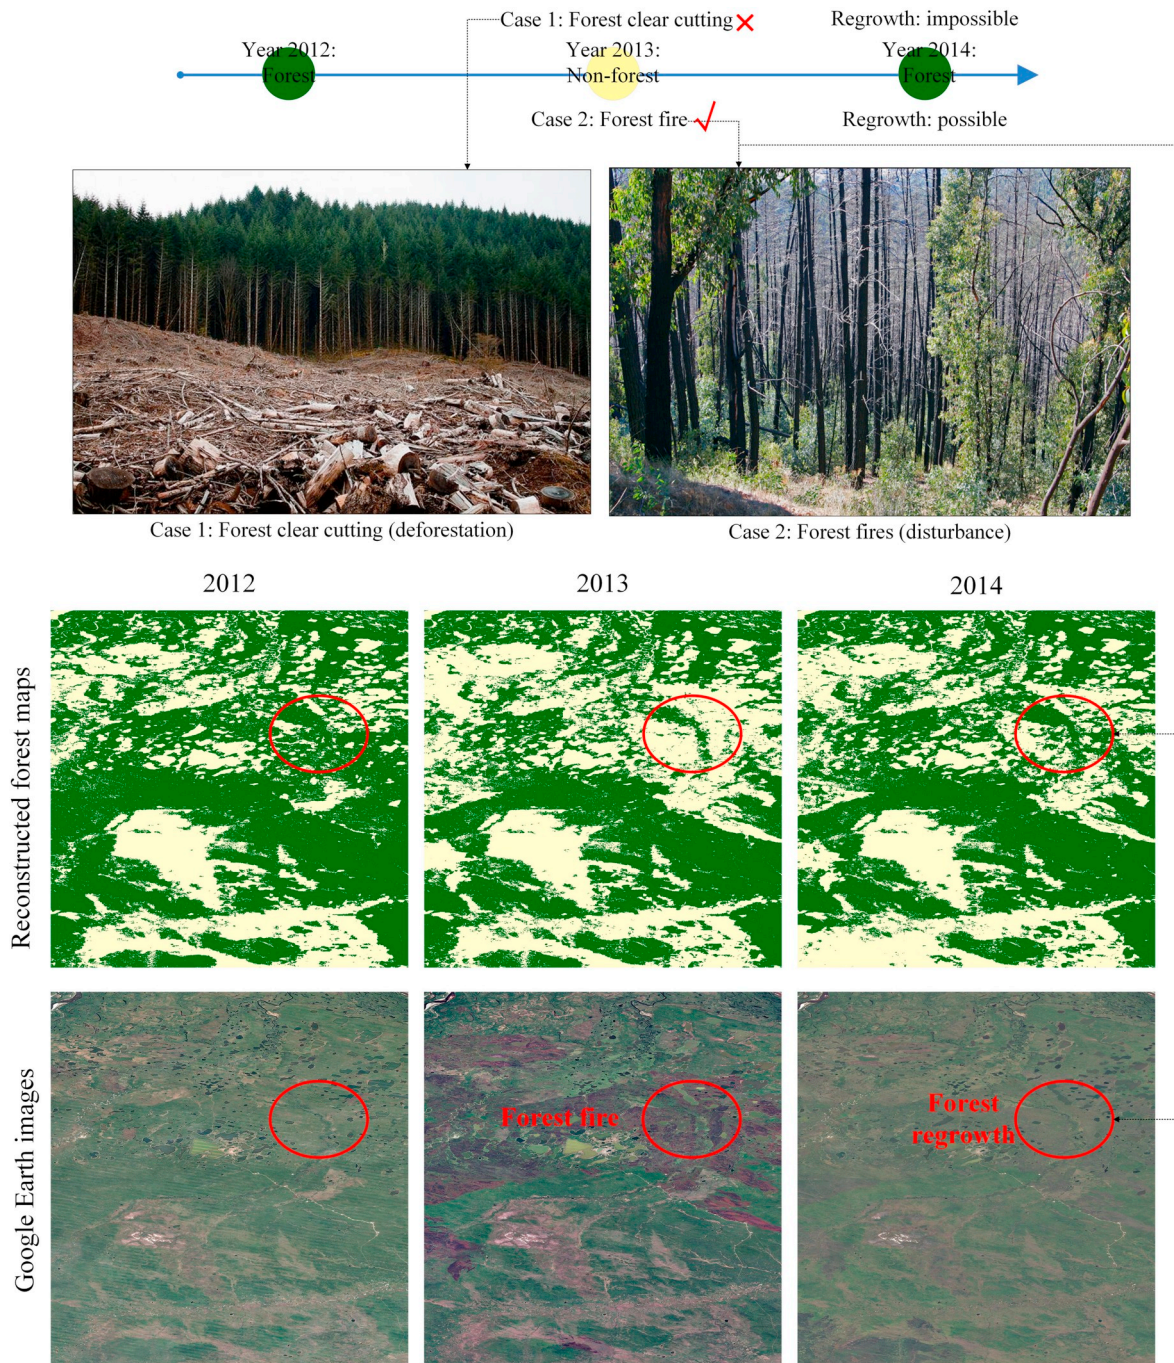 Case 1: Forest clear cutting
Regrowth: impossible
Year 2012:
Forest
Year 2013:
Non-forest
Year 2014:
Forest
Case 2: Forest fire
Regrowth: possible
Case 1: Forest clear cutting (deforestation)
Case 2: Forest fires (disturbance)
2012
2013
2014
Reconstructed forest maps
Google Earth images
Forest fire
Forest
regrowth